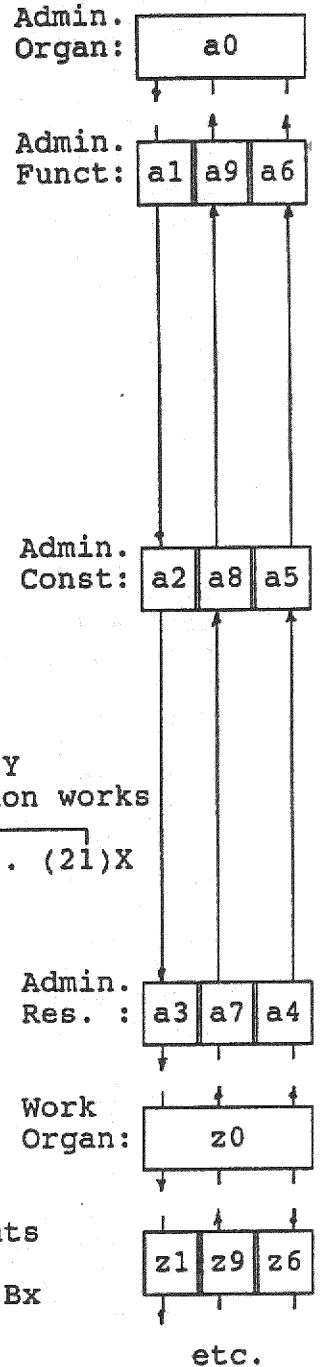 Admin.
Organ: a0
Admin.
Funct: a1 a9 a6
Admin.
Const: a2 a8 a5
Y
on works
. (21)X
Admin.
Res. : a3 a7 a4
Work
Organ: z0
ts
z1 z9 z6
Bx
etc.